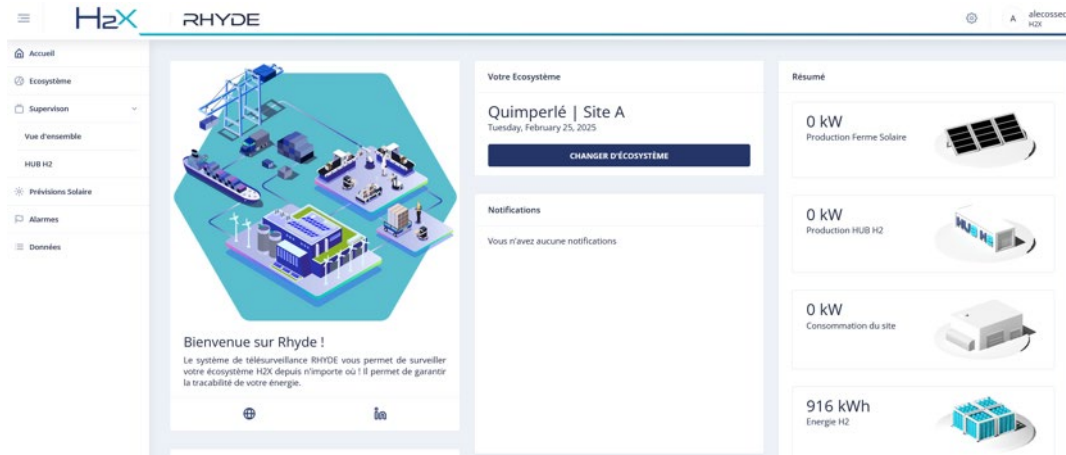 H2X RHYDE
A alecossec
H2X
Accueil
Ecosystème
Supervison
Vue d'ensemble
HUB H2
Prévisions Solaire
Alarmes
Données
Bienvenue sur Rhyde !
Le système de télésurveillance RHYDE vous permet de surveiller
votre écosystème H2X depuis n'importe où ! Il permet de garantir
la tracabilité de votre énergie.
in
Votre Ecosystème
Quimperlé | Site A
Tuesday, February 25, 2025
CHANGER D'ÉCOSYSTÈME
Notifications
Vous n'avez aucune notifications
Résumé
0 kW
Production Ferme Solaire
0 kW
Production HUB H2
HUB H2
0 kW
Consommation du site
916 kWh
Energie H2